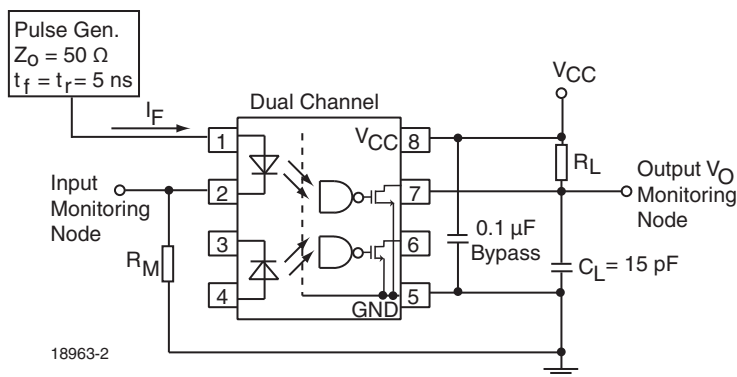 Pulse Gen.
Zo = 50 Ω
tf = tr = 5 ns
IF
Dual Channel
VCC
1
2
3
4
VCC
8
7
6
5
GND
Input
Monitoring
Node
RM
0.1 µF
Bypass
RL
CL = 15 pF
Output VO
Monitoring
Node
18963-2